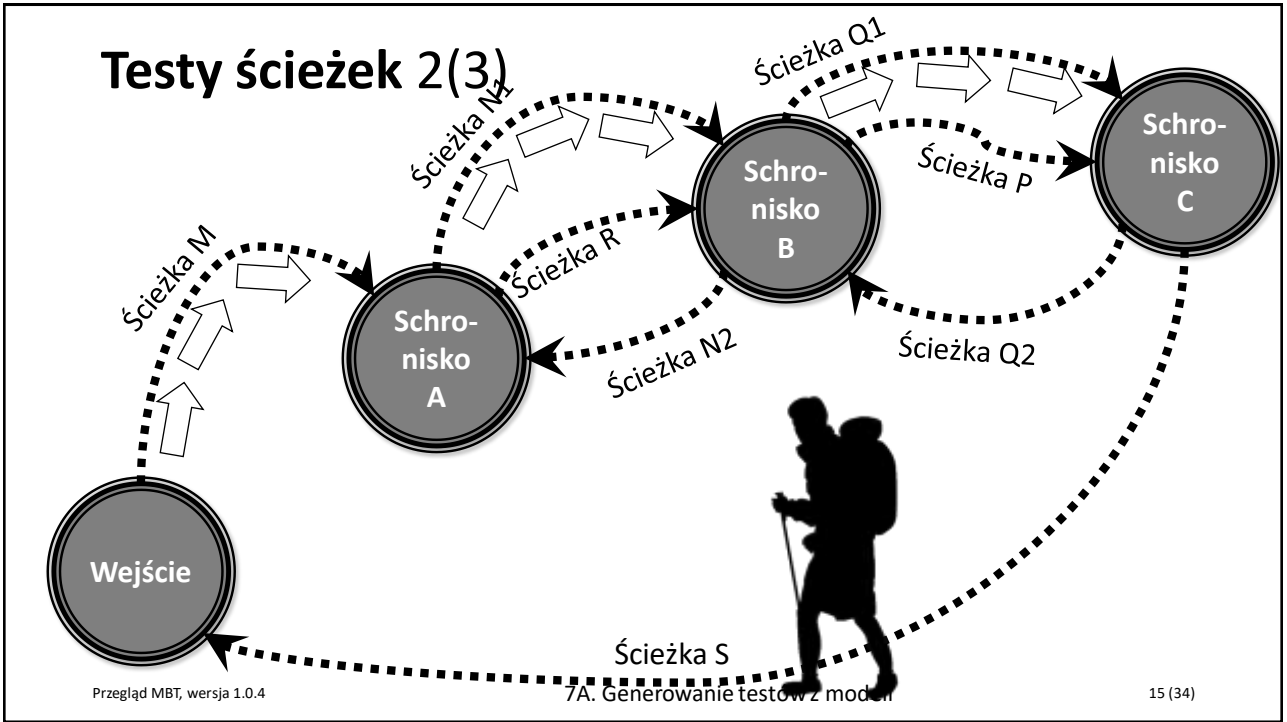 Testy ścieżek 2(3)
Ścieżka Q1
Ścieżka N1
Schro-
nisko
C
Ścieżka P
Schro-
nisko
B
Ścieżka M
Ścieżka R
Schro-
nisko
A
Ścieżka N2
Ścieżka Q2
Wejście
Ścieżka S
Przegląd MBT, wersja 1.0.4
7A. Generowanie testów z modeli
15 (34)